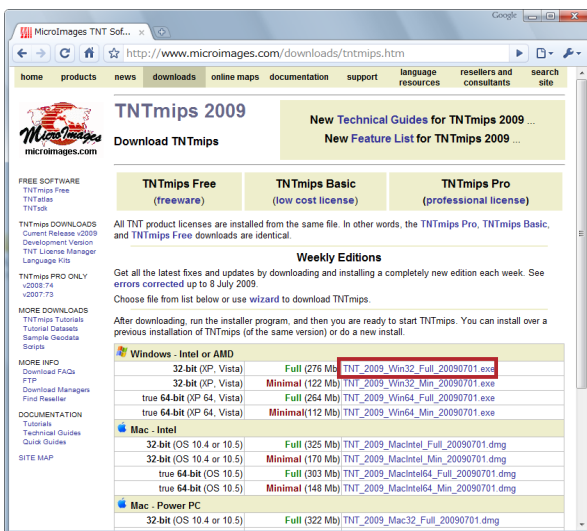 Google
MicroImages TNT Sof...
http://www.microimages.com/downloads/tntmips.htm
home products news downloads online maps documentation support language resources resellers and consultants search site
MicroImages
microimages.com
TNTmips 2009
Download TNTmips
New Technical Guides for TNTmips 2009 ...
New Feature List for TNTmips 2009 ...
FREE SOFTWARE
TNTmips Free
TNTatlas
TNTsdk
TNTmips DOWNLOADS
Current Release v2009
Development Version
TNT License Manager
Language Kits
TNTmips PRO ONLY
v2008:74
v2007:73
MORE DOWNLOADS
TNTmips Tutorials
Tutorial Datasets
Sample Geodata
Scripts
MORE INFO
Download FAQs
FTP
Download Managers
Find Reseller
DOCUMENTATION
Tutorials
Technical Guides
Quick Guides
SITE MAP
TNTmips Free
(freeware)
TNTmips Basic
(low cost license)
TNTmips Pro
(professional license)
All TNT product licenses are installed from the same file. In other words, the TNTmips Pro, TNTmips Basic,
and TNTmips Free downloads are identical.
Weekly Editions
Get all the latest fixes and updates by downloading and installing a completely new edition each week. See
errors corrected up to 8 July 2009.
Choose file from list below or use wizard to download TNTmips.
After downloading, run the installer program, and then you are ready to start TNTmips. You can install over a
previous installation of TNTmips (of the same version) or do a new install.
Windows - Intel or AMD
32-bit (XP, Vista) Full (276 Mb) TNT_2009_Win32_Full_20090701.exe
32-bit (XP, Vista) Minimal (122 MB) TNT_2009_Win32_Min_20090701.exe
true 64-bit (XP 64, Vista) Full (264 MB) TNT_2009_Win64_Full_20090701.exe
true 64-bit (XP 64, Vista) Minimal(112 Mb) TNT_2009_Win64_Min_20090701.exe
Mac - Intel
32-bit (OS 10.4 or 10.5) Full (325 MB) TNT_2009_MacIntel_Full_20090701.dmg
32-bit (OS 10.4 or 10.5) Minimal (170 MB) TNT_2009_MacIntel_Min_20090701.dmg
true 64-bit (OS 10.5) Full (303 MB) TNT_2009_MacIntel64_Full_20090701.dmg
true 64-bit (OS 10.5) Minimal (148 MB) TNT_2009_MacIntel64_Min_20090701.dmg
Mac - Power PC
32-bit (OS 10.4 or 10.5) Full (322 MB) TNT_2009_Mac32_Full_20090701.dmg